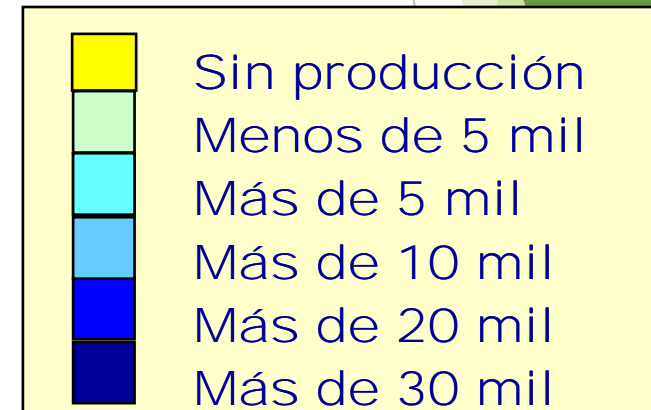 Sin producción
Menos de 5 mil
Más de 5 mil
Más de 10 mil
Más de 20 mil
Más de 30 mil